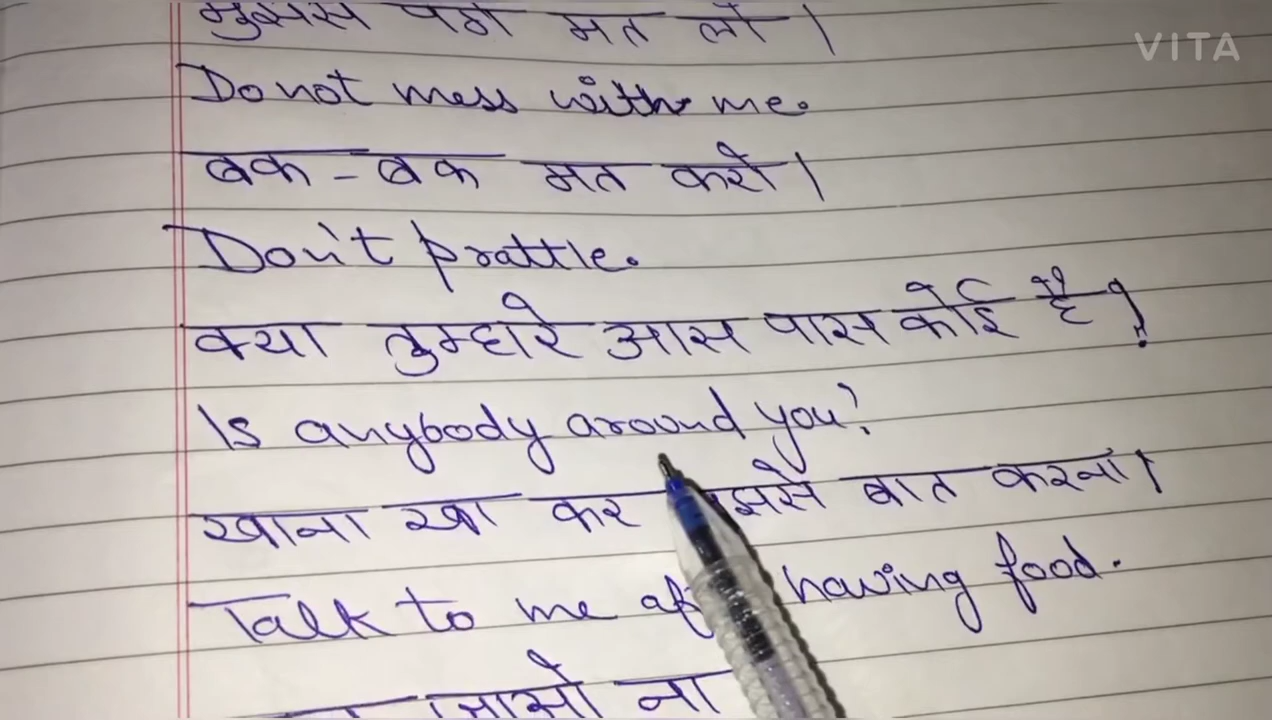 मुझसे पंगा मत लो।
VITA
Do not mess with me.
बक-बक मत करो।
Don't prattle.
क्या तुम्हारे आस पास कोई है?
Is anybody around you?
खाना खा कर बात करना।
Talk to me having food.
ना